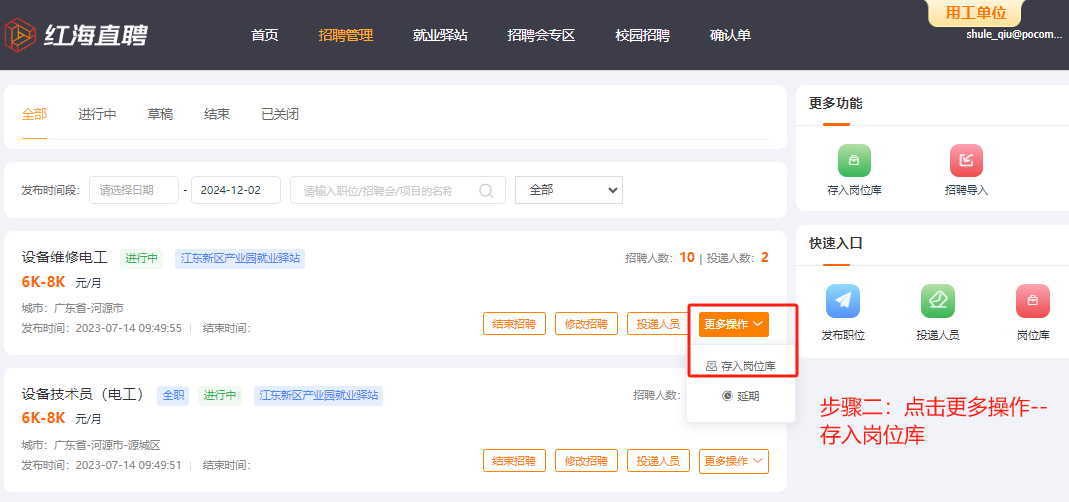 红海直聘
首页 招聘管理 就业驿站 招聘会专区 校园招聘 确认单
用工单位
shule_qiu@pocom...
全部 进行中 草稿 结束 已关闭
发布时间段: 请选择日期 - 2024-12-02 请输入职位/招聘会/项目的名称 全部
设备维修电工 进行中 江东新区产业园就业驿站 招聘人数: 10 | 投递人数: 2
6K-8K 元/月
城市: 广东省-河源市
发布时间: 2023-07-14 09:49:55 | 结束时间:
结束招聘 修改招聘 投递人员 更多操作
存入岗位库
延期
设备技术员（电工） 全职 进行中 江东新区产业园就业驿站 招聘人数:
6K-8K 元/月
城市: 广东省-河源市-源城区
发布时间: 2023-07-14 09:49:51 | 结束时间:
结束招聘 修改招聘 投递人员 更多操作
更多功能
存入岗位库 招聘导入
快速入口
发布职位 投递人员 岗位库
步骤二：点击更多操作--
存入岗位库